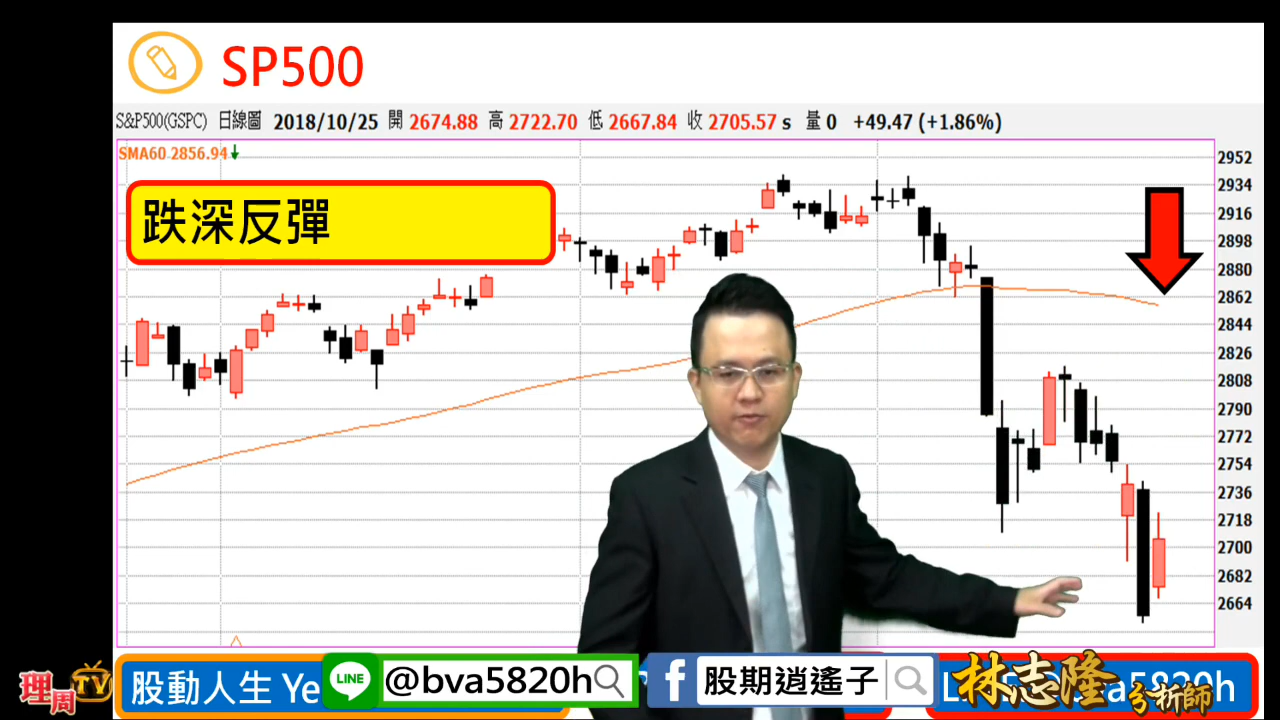 SP500
S&P500(GSPC) 日線圖 2018/10/25 開 2674.88 高 2722.70 低 2667.84 收 2705.57 s 量 0 +49.47 (+1.86%)
SMA60 2856.94↓
跌深反彈
2952
2934
2916
2898
2880
2862
2844
2826
2808
2790
2772
2754
2736
2718
2700
2682
2664
理周TV
股動人生 Ye
LINE
@bva5820h
f
股期逍遙子
林志隆
分析師
a5820h